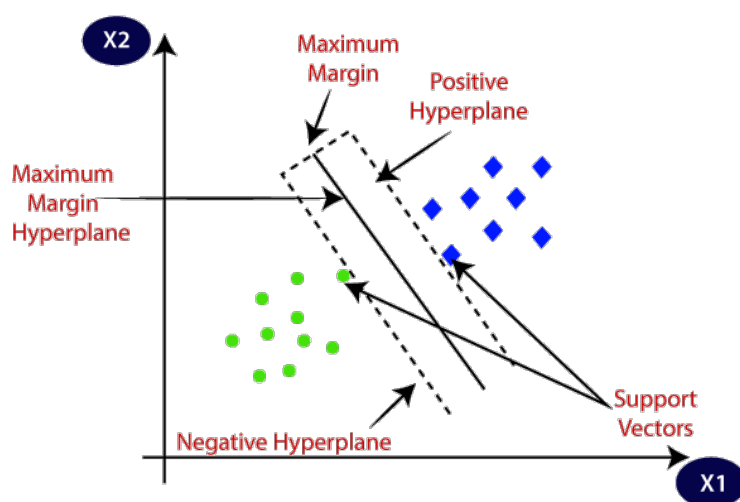 X2
Maximum
Margin
Positive
Hyperplane
Maximum
Margin
Hyperplane
Support
Vectors
Negative Hyperplane
X1